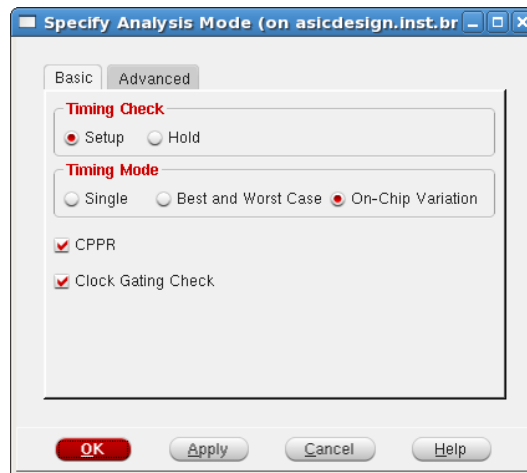 Specify Analysis Mode (on asicdesign.inst.br
Basic Advanced
Timing Check
Setup Hold
Timing Mode
Single Best and Worst Case On-Chip Variation
CPPR
Clock Gating Check
OK Apply Cancel Help